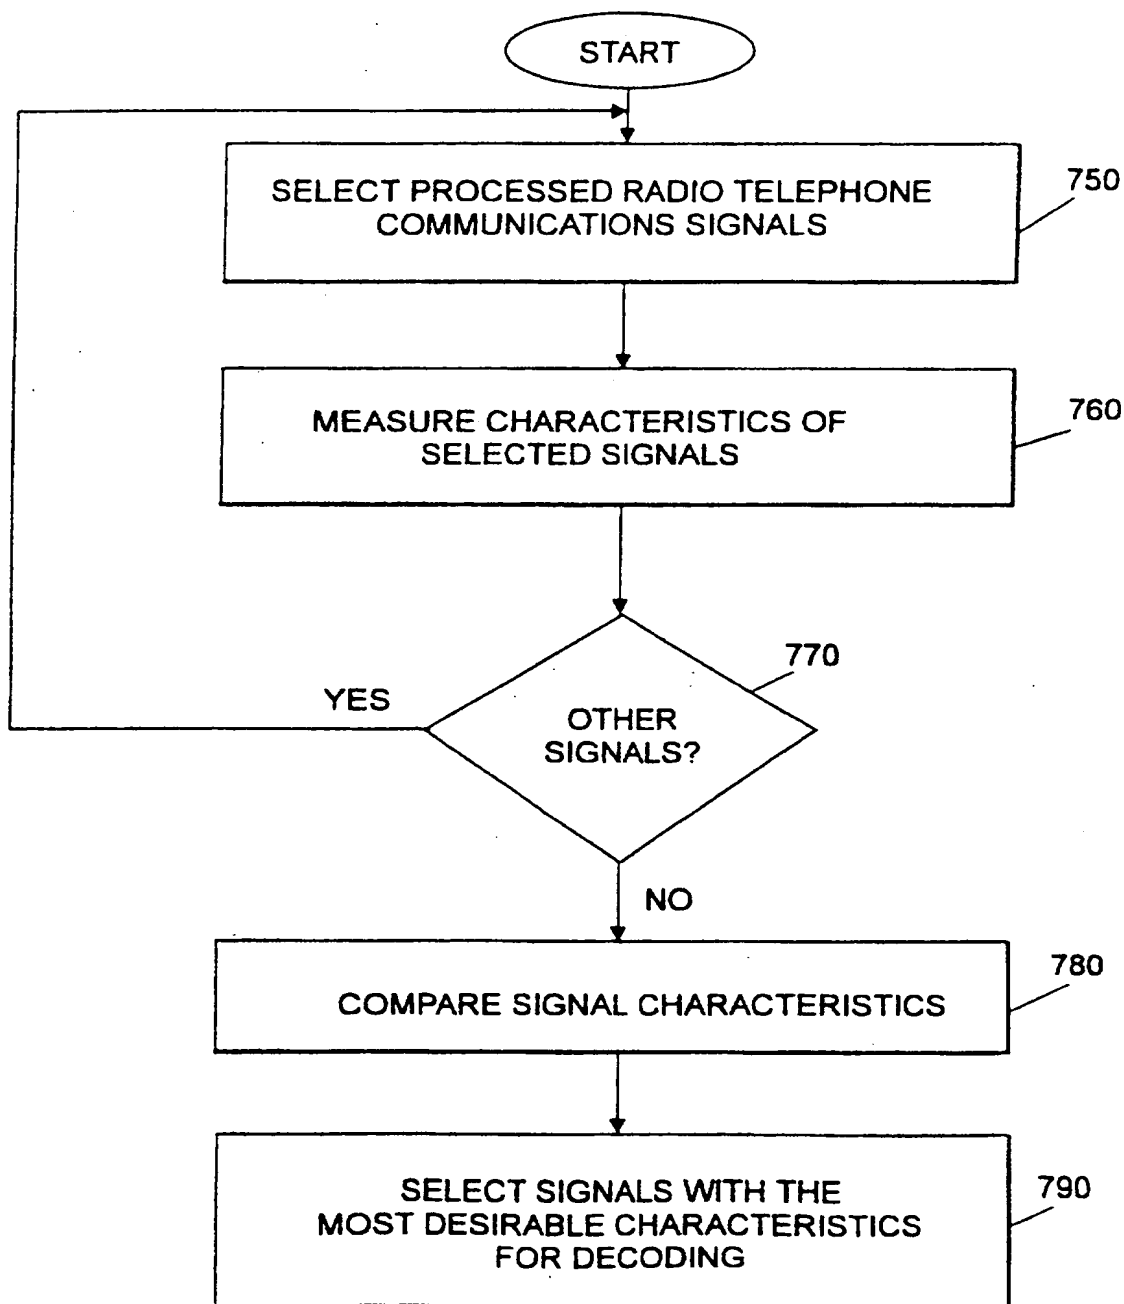 START
SELECT PROCESSED RADIO TELEPHONE
COMMUNICATIONS SIGNALS
750
MEASURE CHARACTERISTICS OF
SELECTED SIGNALS
760
770
YES
OTHER
SIGNALS?
NO
780
COMPARE SIGNAL CHARACTERISTICS
790
SELECT SIGNALS WITH THE
MOST DESIRABLE CHARACTERISTICS
FOR DECODING